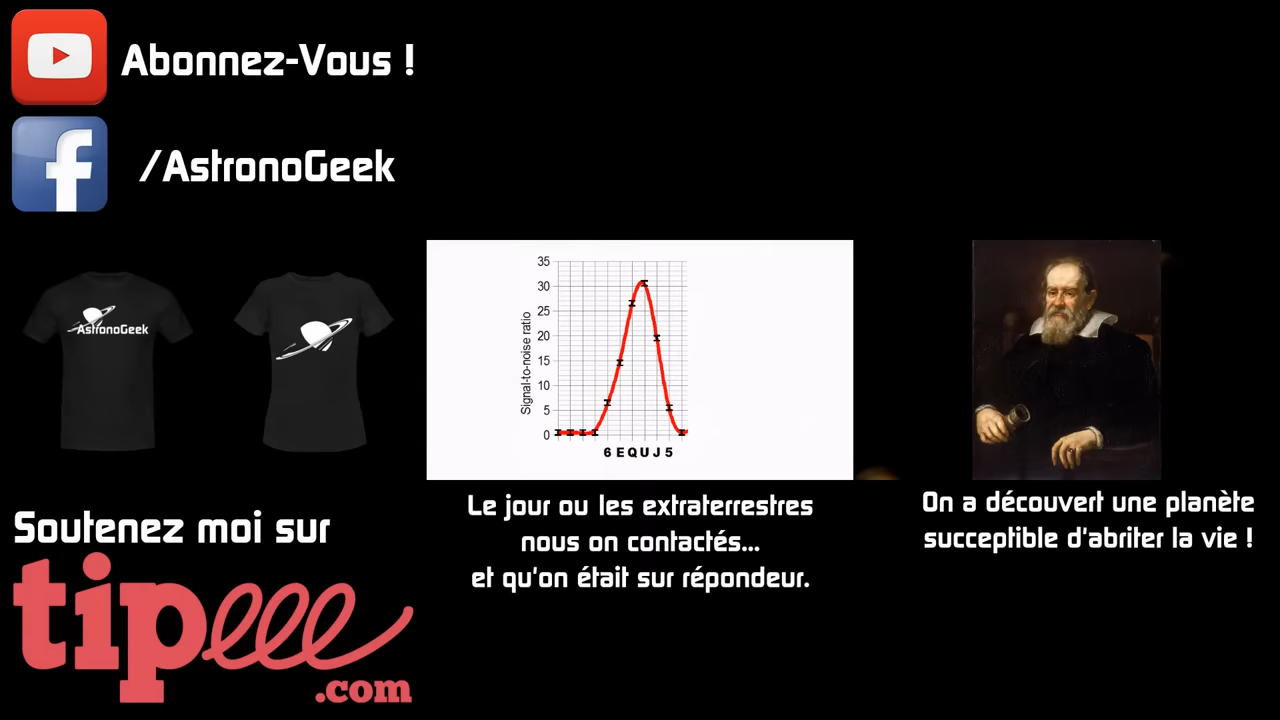 Abonnez-Vous !
/AstronoGeek
AstronoGeek
Soutenez moi sur
tipeee
.com
Signal-to-noise ratio
35
30
25
20
15
10
5
0
6 E Q U J 5
Le jour ou les extraterrestres
nous on contactés...
et qu'on était sur répondeur.
On a découvert une planète
succeptible d'abriter la vie !